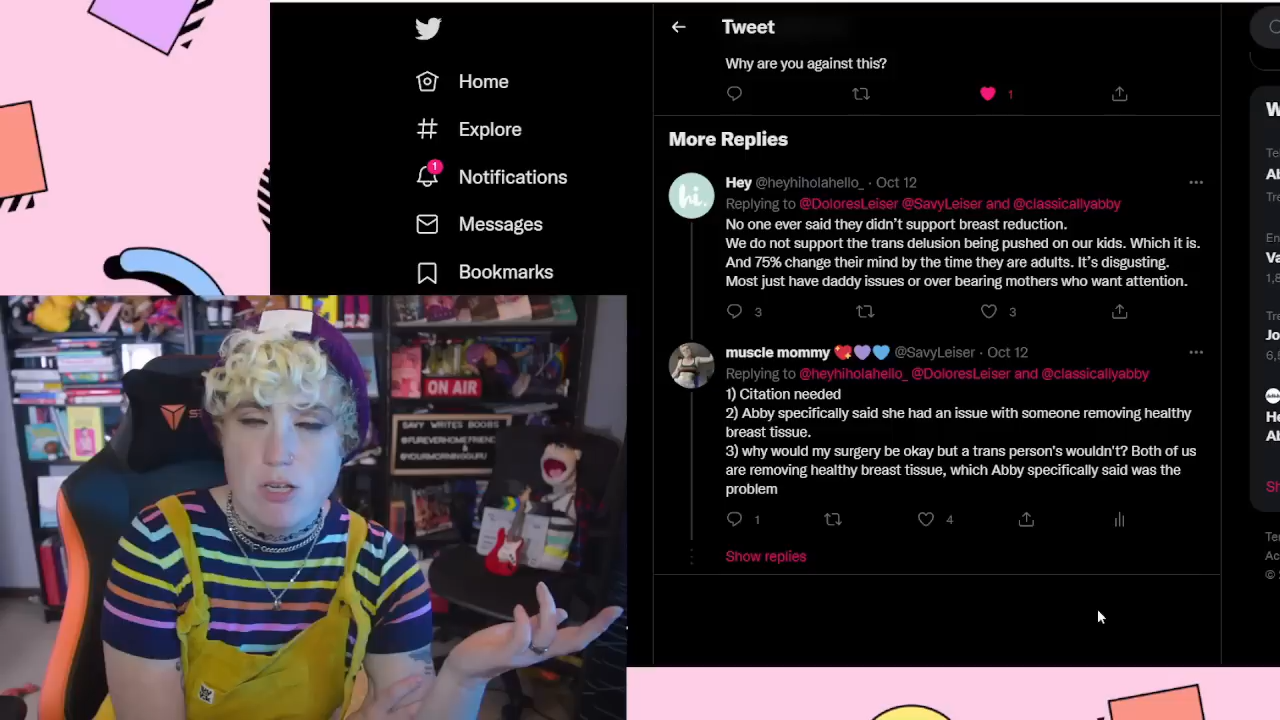 Tweet
Home
Explore
1
Notifications
Messages
Bookmarks
Why are you against this?
1
More Replies
Hey @heyhiholahello_ · Oct 12
Replying to @DoloresLeiser @SavyLeiser and @classicallyabby
No one ever said they didn’t support breast reduction.
We do not support the trans delusion being pushed on our kids. Which it is.
And 75% change their mind by the time they are adults. It’s disgusting.
Most just have daddy issues or over bearing mothers who want attention.
3
3
muscle mommy 💖💜💙 @SavyLeiser · Oct 12
Replying to @heyhiholahello_ @DoloresLeiser and @classicallyabby
1) Citation needed
2) Abby specifically said she had an issue with someone removing healthy
breast tissue.
3) why would my surgery be okay but a trans person's wouldn't? Both of us
are removing healthy breast tissue, which Abby specifically said was the
problem
1
4
Show replies
hi.
ON AIR
SAVY WRITES BOOBS
@FUREVERHOMEFRIEND
&
@YOURMORNINGGURU